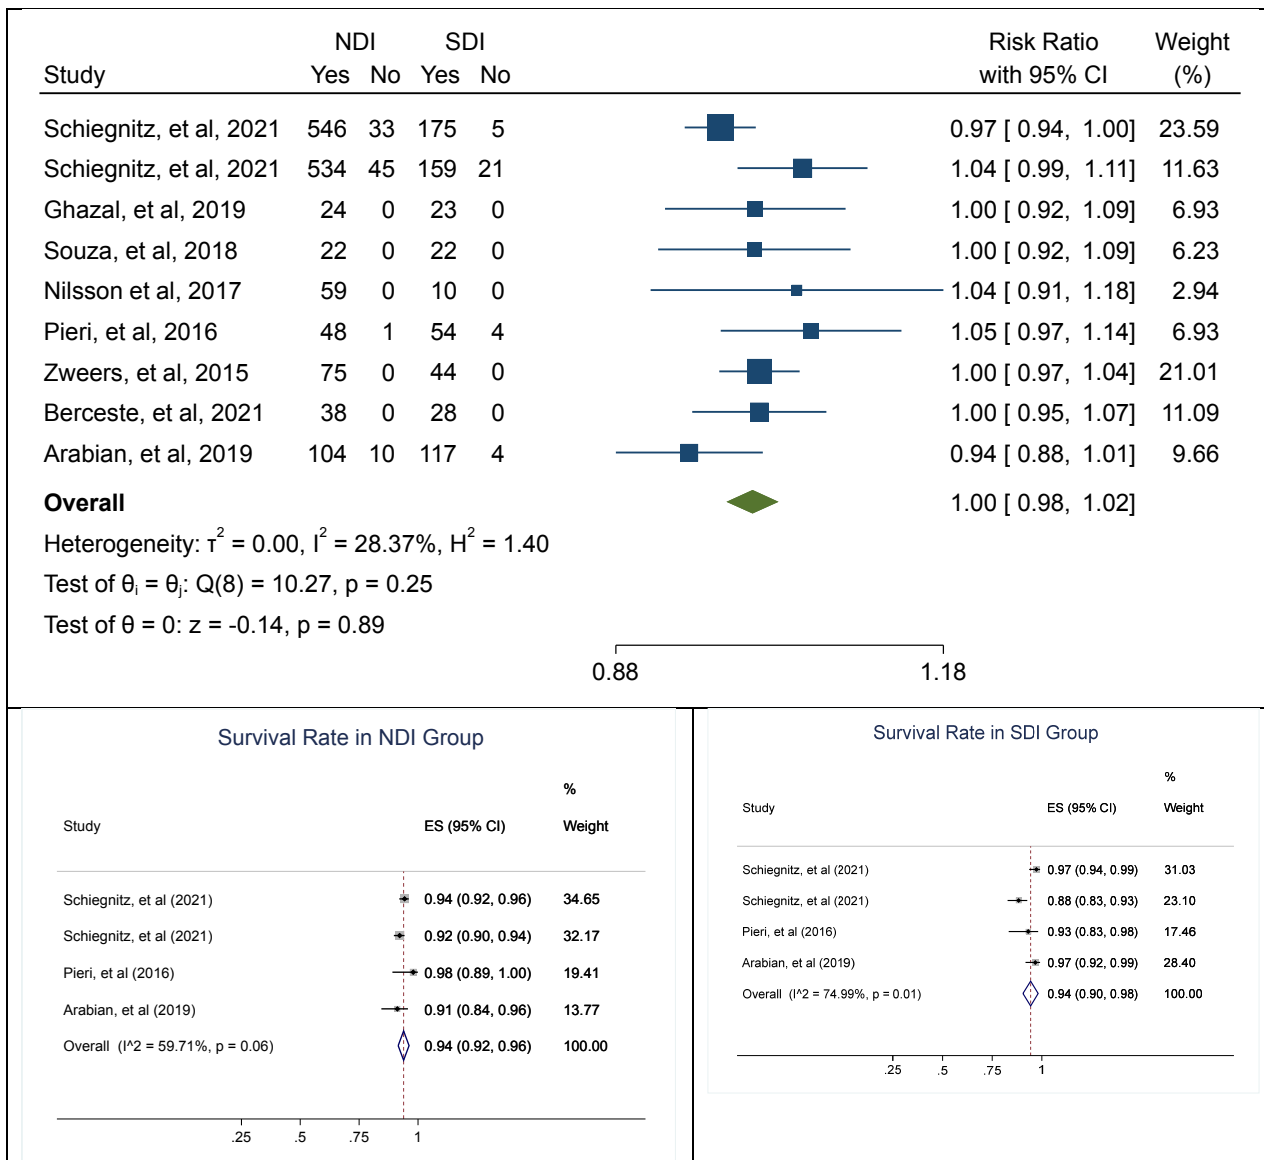 NDI SDI Risk Ratio Weight
Study Yes No Yes No with 95% CI (%)
Schiegnitz, et al, 2021 546 33 175 5 0.97 [ 0.94, 1.00] 23.59
Schiegnitz, et al, 2021 534 45 159 21 1.04 [ 0.99, 1.11] 11.63
Ghazal, et al, 2019 24 0 23 0 1.00 [ 0.92, 1.09] 6.93
Souza, et al, 2018 22 0 22 0 1.00 [ 0.92, 1.09] 6.23
Nilsson et al, 2017 59 0 10 0 1.04 [ 0.91, 1.18] 2.94
Pieri, et al, 2016 48 1 54 4 1.05 [ 0.97, 1.14] 6.93
Zweers, et al, 2015 75 0 44 0 1.00 [ 0.97, 1.04] 21.01
Berceste, et al, 2021 38 0 28 0 1.00 [ 0.95, 1.07] 11.09
Arabian, et al, 2019 104 10 117 4 0.94 [ 0.88, 1.01] 9.66
Overall 1.00 [ 0.98, 1.02]
Heterogeneity: τ² = 0.00, I² = 28.37%, H² = 1.40
Test of θᵢ = θⱼ: Q(8) = 10.27, p = 0.25
Test of θ = 0: z = -0.14, p = 0.89
0.88 1.18
Survival Rate in NDI Group
%
Study ES (95% CI) Weight
Schiegnitz, et al (2021) 0.94 (0.92, 0.96) 34.65
Schiegnitz, et al (2021) 0.92 (0.90, 0.94) 32.17
Pieri, et al (2016) 0.98 (0.89, 1.00) 19.41
Arabian, et al (2019) 0.91 (0.84, 0.96) 13.77
Overall (I^2 = 59.71%, p = 0.06) 0.94 (0.92, 0.96) 100.00
.25 .5 .75 1
Survival Rate in SDI Group
%
Study ES (95% CI) Weight
Schiegnitz, et al (2021) 0.97 (0.94, 0.99) 31.03
Schiegnitz, et al (2021) 0.88 (0.83, 0.93) 23.10
Pieri, et al (2016) 0.93 (0.83, 0.98) 17.46
Arabian, et al (2019) 0.97 (0.92, 0.99) 28.40
Overall (I^2 = 74.99%, p = 0.01) 0.94 (0.90, 0.98) 100.00
.25 .5 .75 1